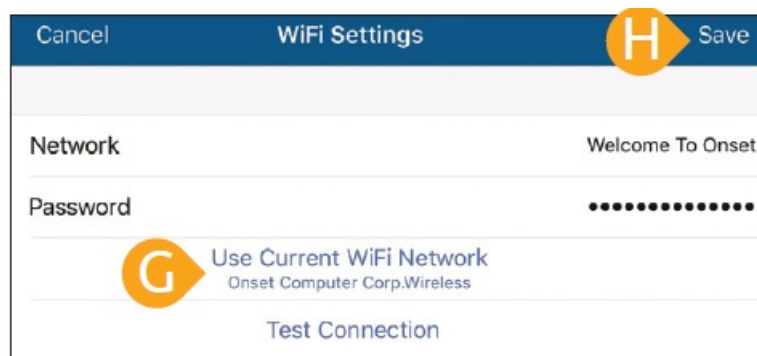 Cancel WiFi Settings H Save
Network Welcome To Onset
Password ••••••••••••••
G Use Current WiFi Network
Onset Computer Corp.Wireless
Test Connection